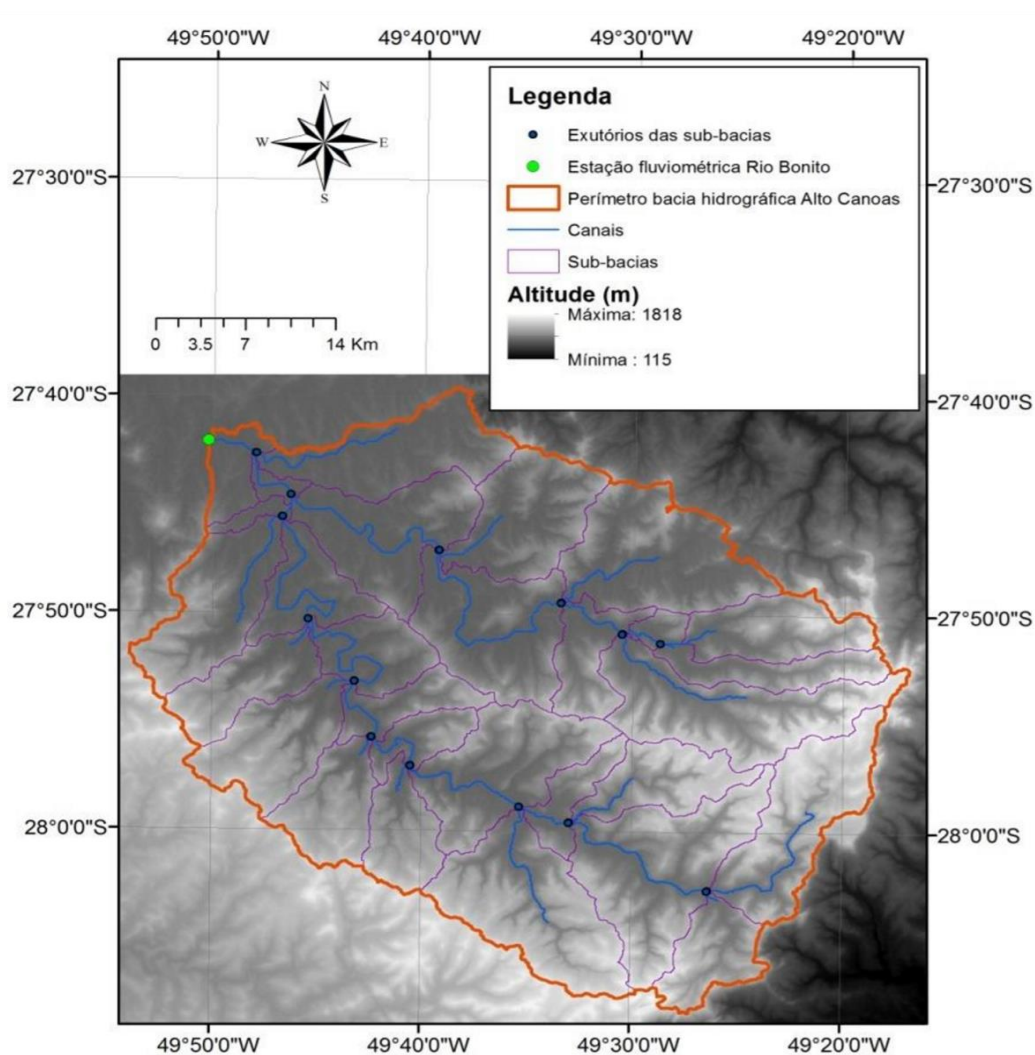 49°50'0"W 49°40'0"W 49°30'0"W 49°20'0"W
N
W E
S
Legenda
Exutórios das sub-bacias
Estação fluviométrica Rio Bonito
Perímetro bacia hidrográfica Alto Canoas
Canais
Sub-bacias
Altitude (m)
Máxima: 1818
Mínima : 115
0 3.5 7 14 Km
27°30'0"S
27°30'0"S
27°40'0"S
27°40'0"S
27°50'0"S
27°50'0"S
28°0'0"S
28°0'0"S
49°50'0"W 49°40'0"W 49°30'0"W 49°20'0"W